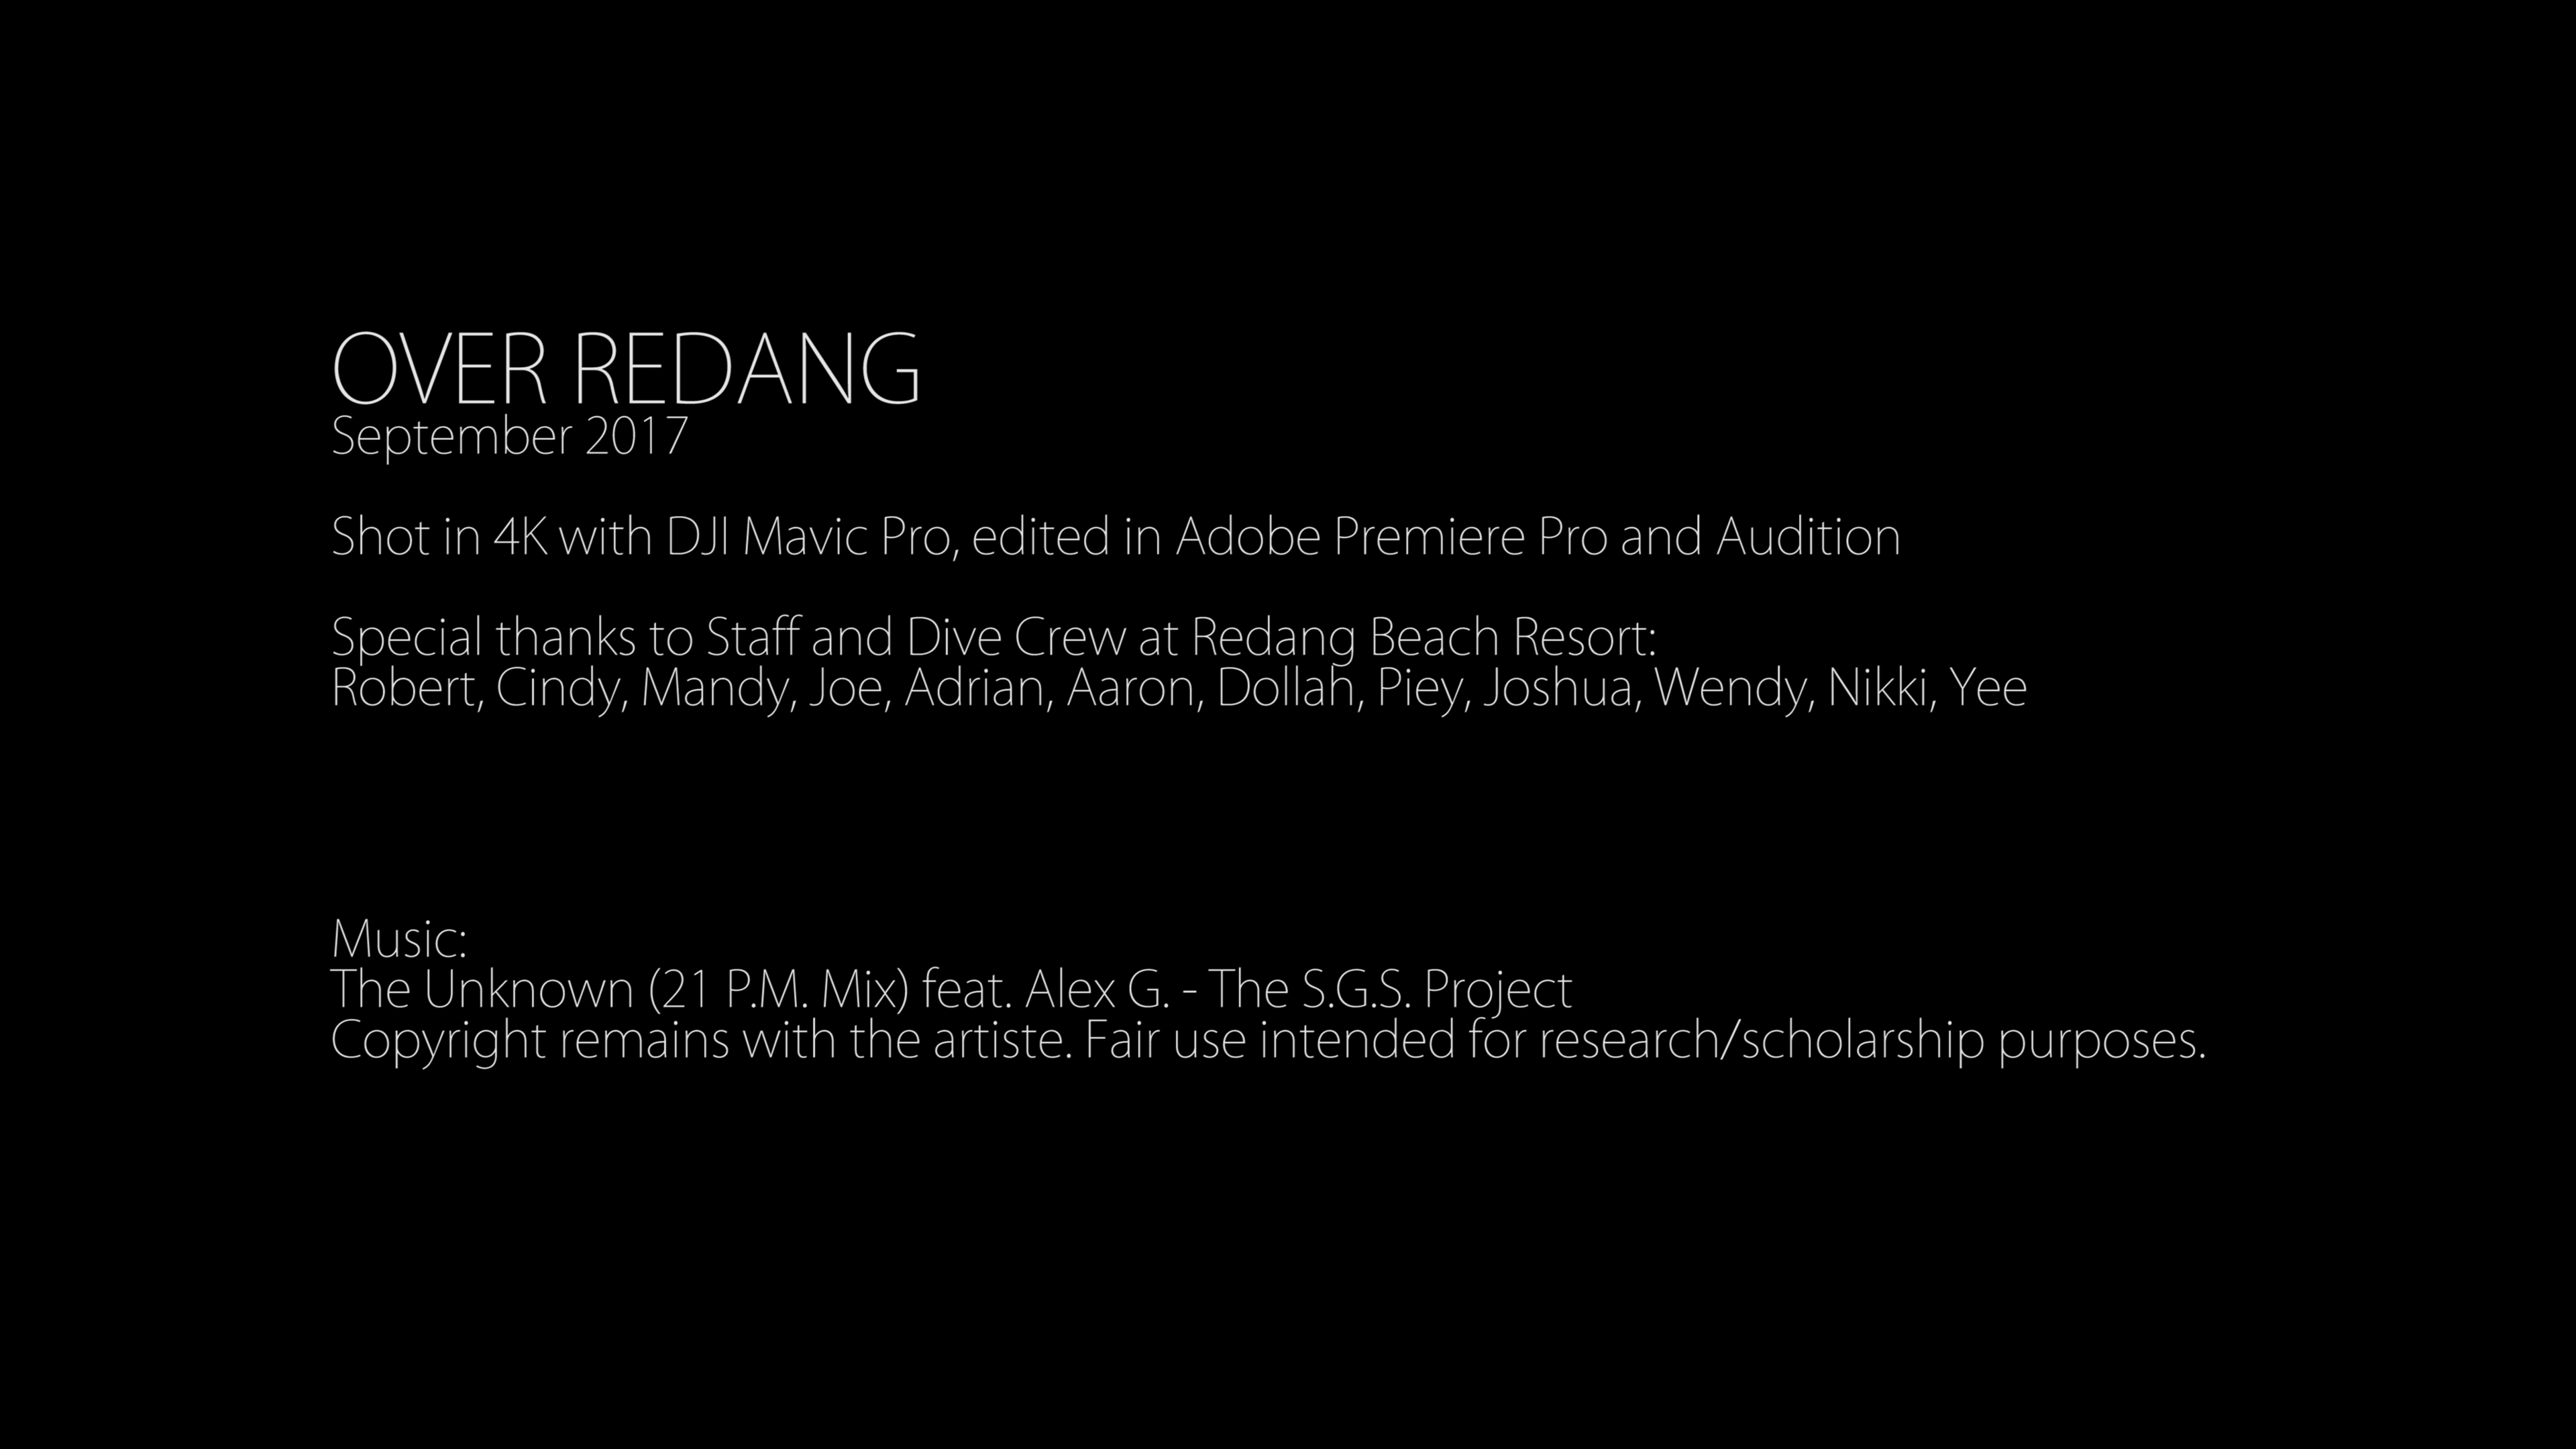 OVER REDANG
September 2017
Shot in 4K with DJI Mavic Pro, edited in Adobe Premiere Pro and Audition
Special thanks to Staff and Dive Crew at Redang Beach Resort:
Robert, Cindy, Mandy, Joe, Adrian, Aaron, Dollah, Piey, Joshua, Wendy, Nikki, Yee
Music:
The Unknown (21 P.M. Mix) feat. Alex G. - The S.G.S. Project
Copyright remains with the artiste. Fair use intended for research/scholarship purposes.